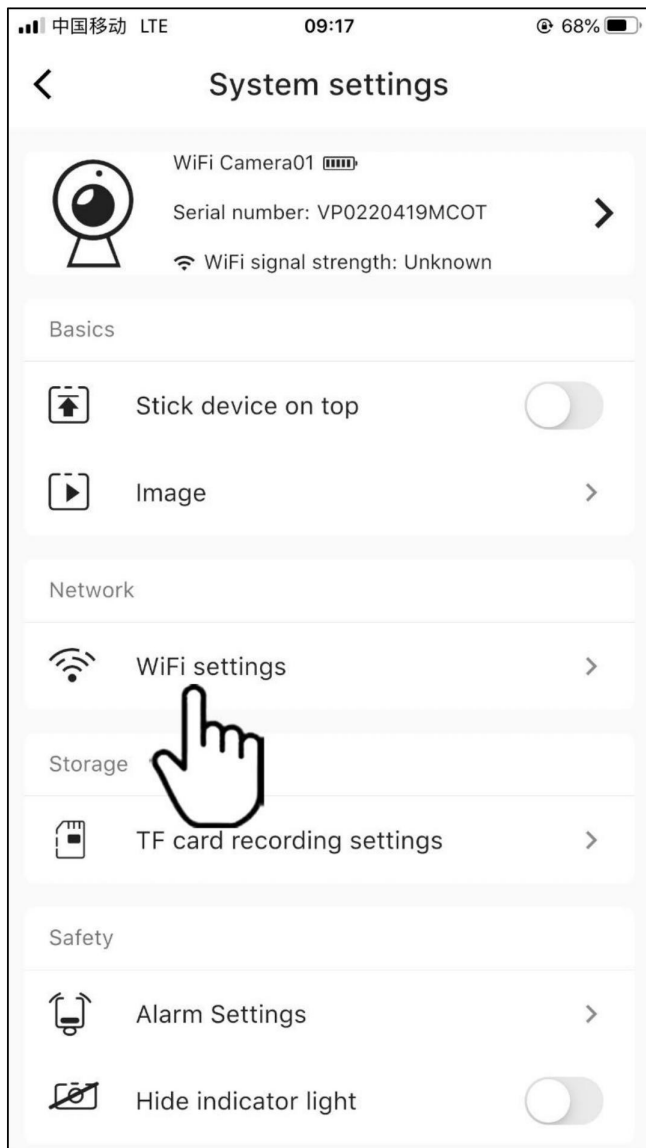 中国移动 LTE 09:17 68%
System settings
WiFi Camera01
Serial number: VP0220419MCOT
WiFi signal strength: Unknown
Basics
Stick device on top
Image
Network
WiFi settings
Storage
TF card recording settings
Safety
Alarm Settings
Hide indicator light